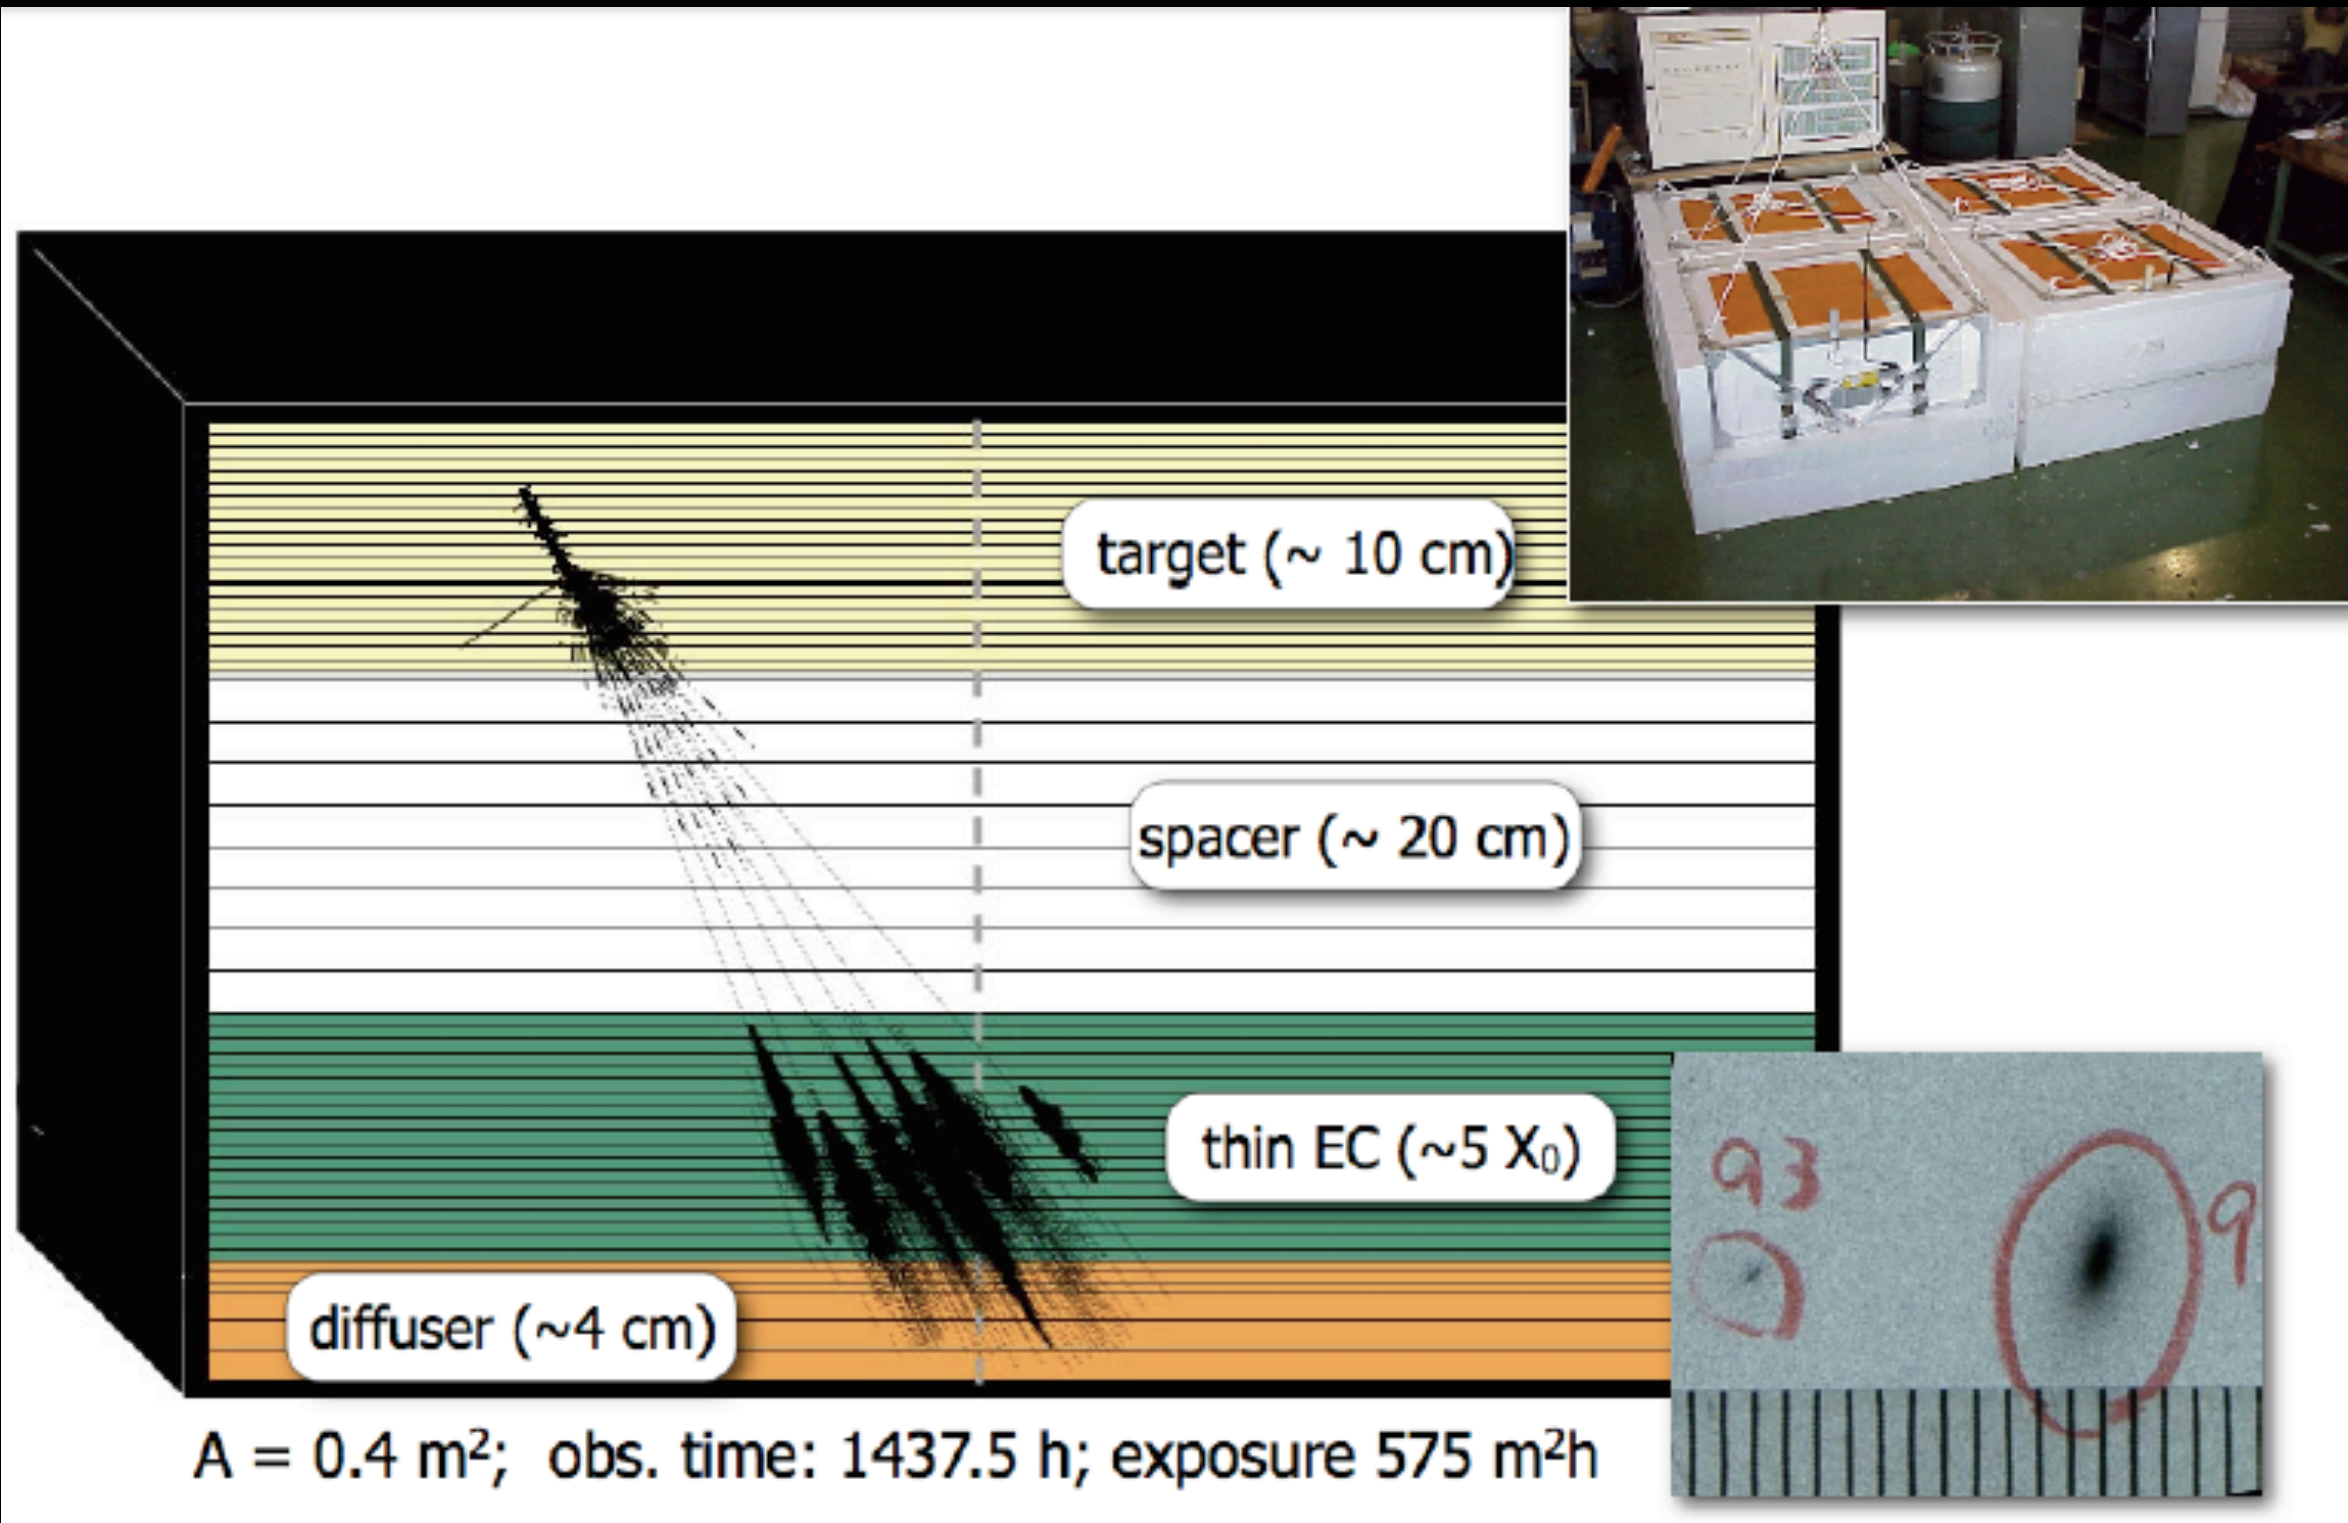 target (~ 10 cm)
spacer (~ 20 cm)
thin EC (~5 X₀)
93
9
diffuser (~4 cm)
A = 0.4 m²; obs. time: 1437.5 h; exposure 575 m²h